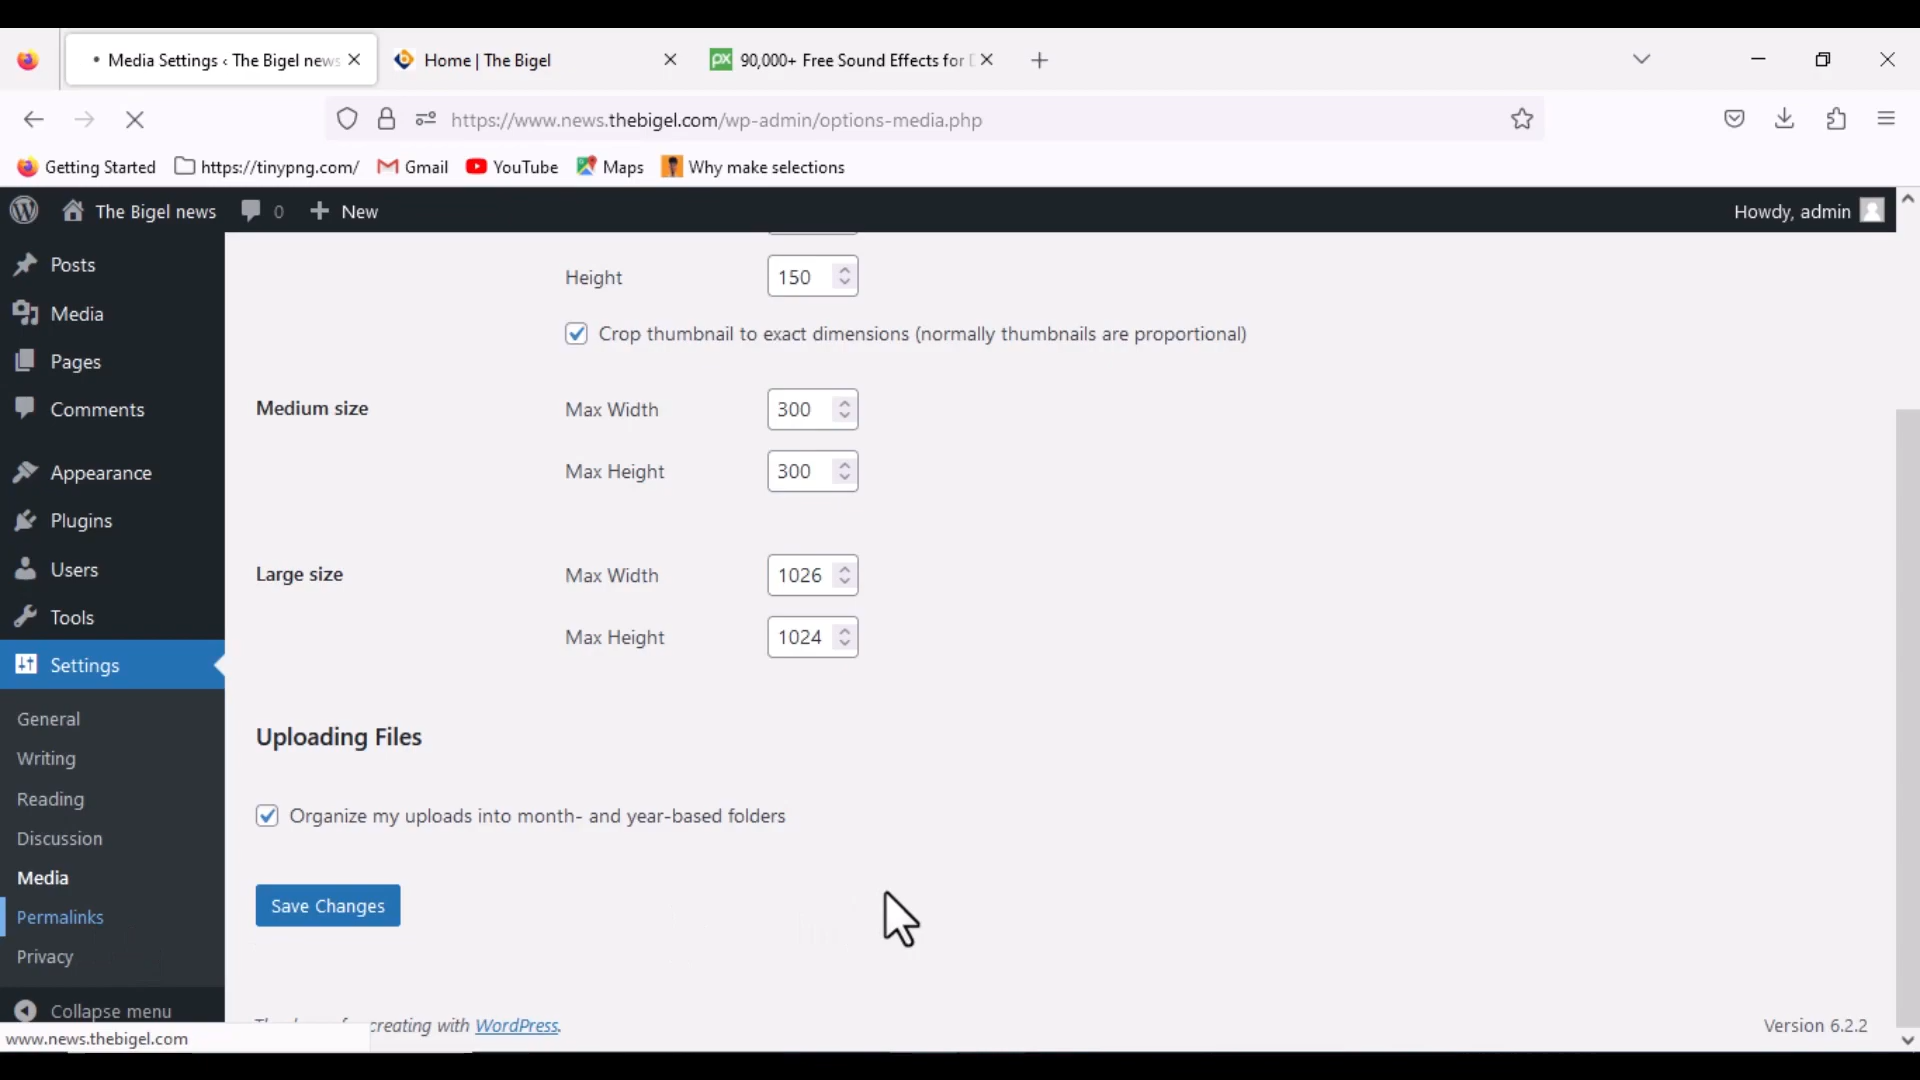 Media Settings ‹ The Bigel news
Home | The Bigel
90,000+ Free Sound Effects for
https://www.news.thebigel.com/wp-admin/options-media.php
Getting Started
https://tinypng.com/
Gmail
YouTube
Maps
Why make selections
The Bigel news
0
New
Howdy, admin
Posts
Media
Pages
Comments
Appearance
Plugins
Users
Tools
Settings
General
Writing
Reading
Discussion
Media
Permalinks
Privacy
Collapse menu
Height 150
Crop thumbnail to exact dimensions (normally thumbnails are proportional)
Medium size Max Width 300
Max Height 300
Large size Max Width 1026
Max Height 1024
Uploading Files
Organize my uploads into month- and year-based folders
Save Changes
creating with WordPress.
Version 6.2.2
www.news.thebigel.com